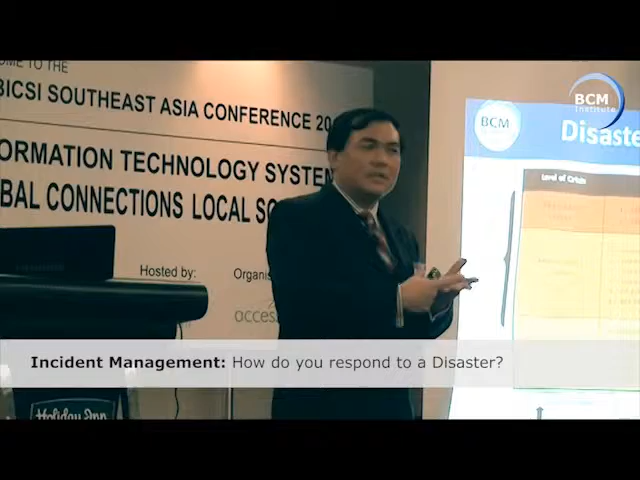 OME TO THE
BICSI SOUTHEAST ASIA CONFERENCE 20
ORMATION TECHNOLOGY SYSTEM
BAL CONNECTIONS LOCAL SO
Hosted by:
Organis
acces
Holiday Inn
BCM
BCM
Institute
Disaste
Level of Crisis
Incident Management: How do you respond to a Disaster?